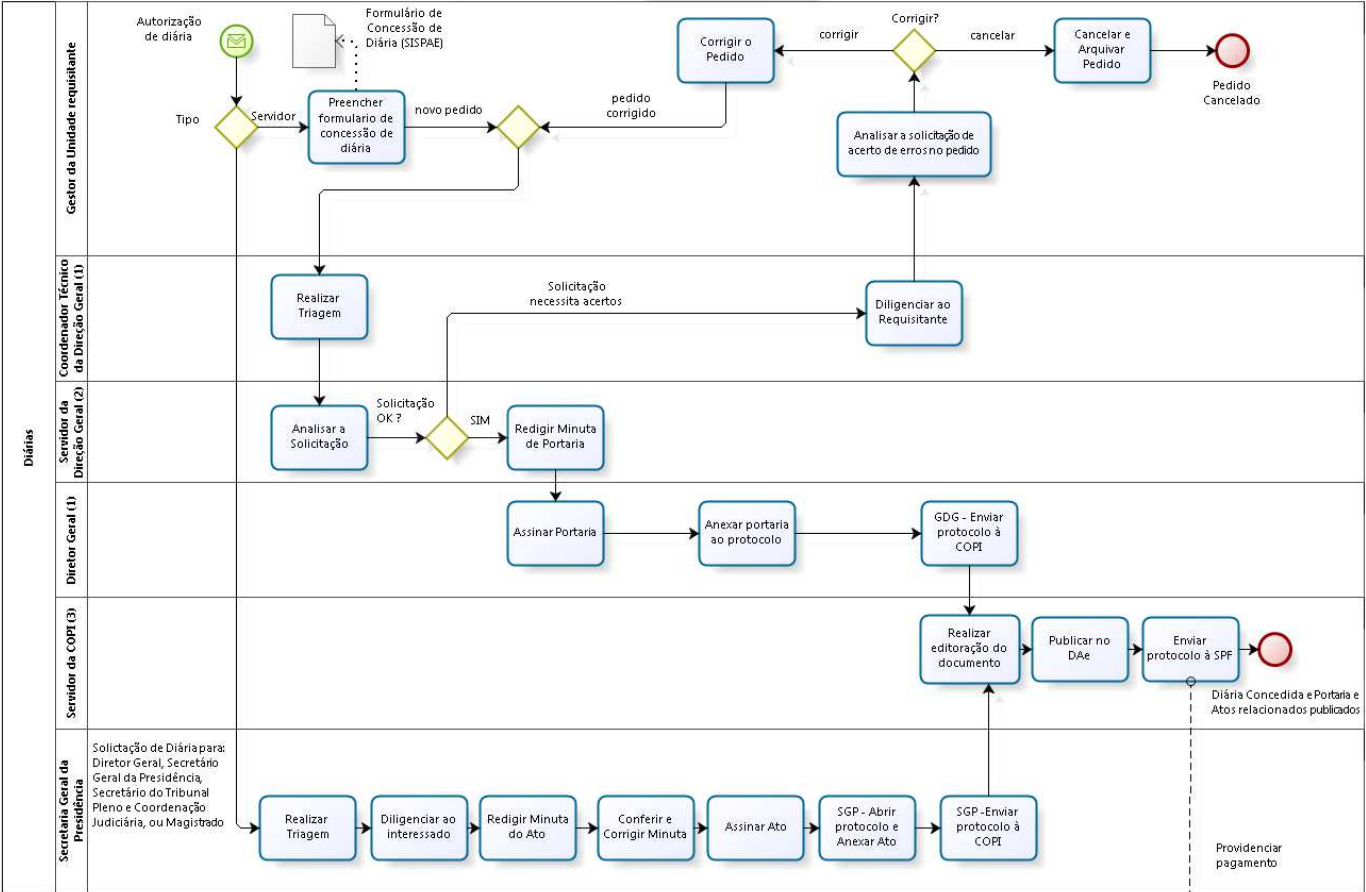 Diárias
Gestor da Unidade requisitante
Autorização
de diária
Formulário de
Concessão de
Diária (SISPAE)
Tipo
Servidor
Preencher
formulario de
concessão de
diária
novo pedido
pedido
corrigido
Corrigir o
Pedido
corrigir
Corrigir?
cancelar
Cancelar e
Arquivar
Pedido
Pedido
Cancelado
Analisar a solicitação de
acerto de erros no pedido
Coordenador Técnico
da Direção Geral (1)
Realizar
Triagem
Solicitação
necessita acertos
Diligenciar ao
Requisitante
Servidor da
Direção Geral (2)
Analisar a
Solicitação
Solicitação
OK ?
SIM
Redigir Minuta
de Portaria
Diretor Geral (1)
Assinar Portaria
Anexar portaria
ao protocolo
GDG - Enviar
protocolo à
COPI
Servidor da COPI (3)
Realizar
editoração do
documento
Publicar no
DAe
Enviar
protocolo à SPF
Diária Concedida e Portaria e
Atos relacionados publicados
Secretaria Geral da
Presidência
Solictação de Diária para:
Diretor Geral, Secretário
Geral da Presidência,
Secretário do Tribunal
Pleno e Coordenação
Judiciária, ou Magistrado
Realizar
Triagem
Diligenciar ao
interessado
Redigir Minuta
do Ato
Conferir e
Corrigir Minuta
Assinar Ato
SGP - Abrir
protocolo e
Anexar Ato
SGP -Enviar
protocolo à
COPI
Providenciar
pagamento